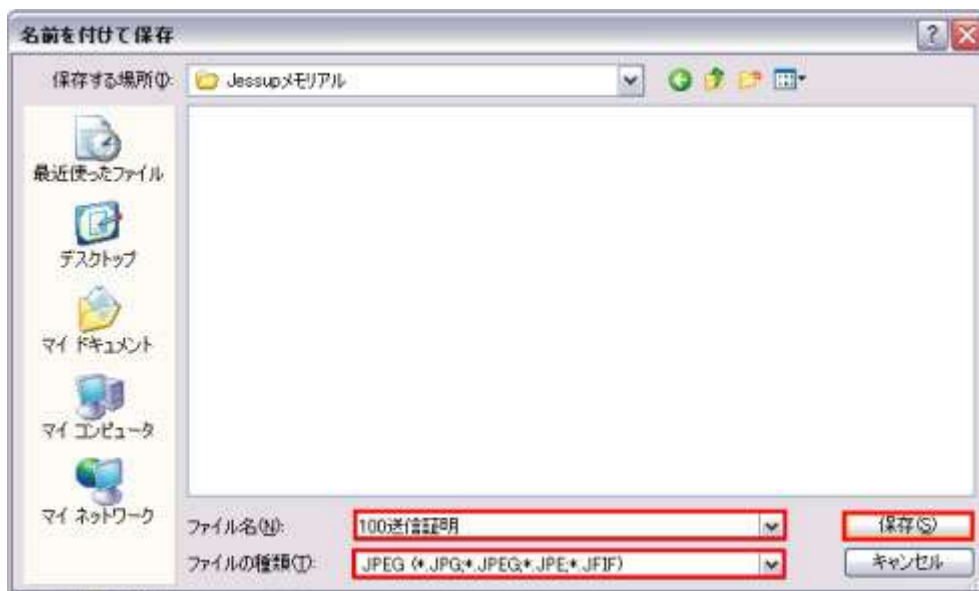 名前を付けて保存
保存する場所(I):
Jessupメモリアル
最近使ったファイル
デスクトップ
マイ ドキュメント
マイ コンピュータ
マイ ネットワーク
ファイル名(N):
100送信証明
保存(S)
ファイルの種類(T):
JPEG (*.JPG;*.JPEG;*.JPE;*.JFIF)
キャンセル